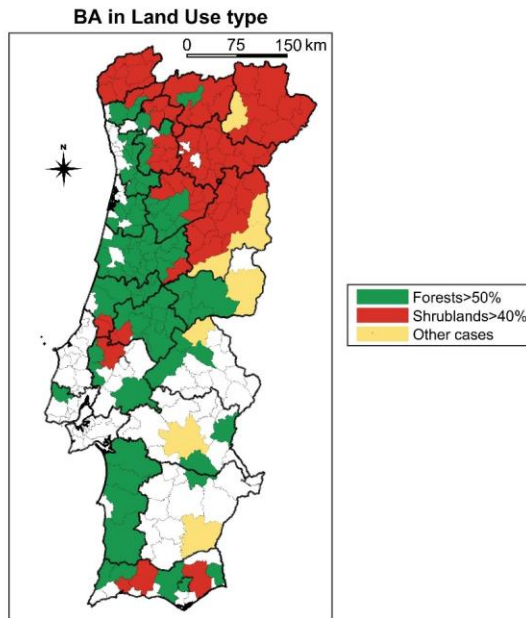 BA in Land Use type
0 75 150 km
N
Forests>50%
Shrublands>40%
Other cases